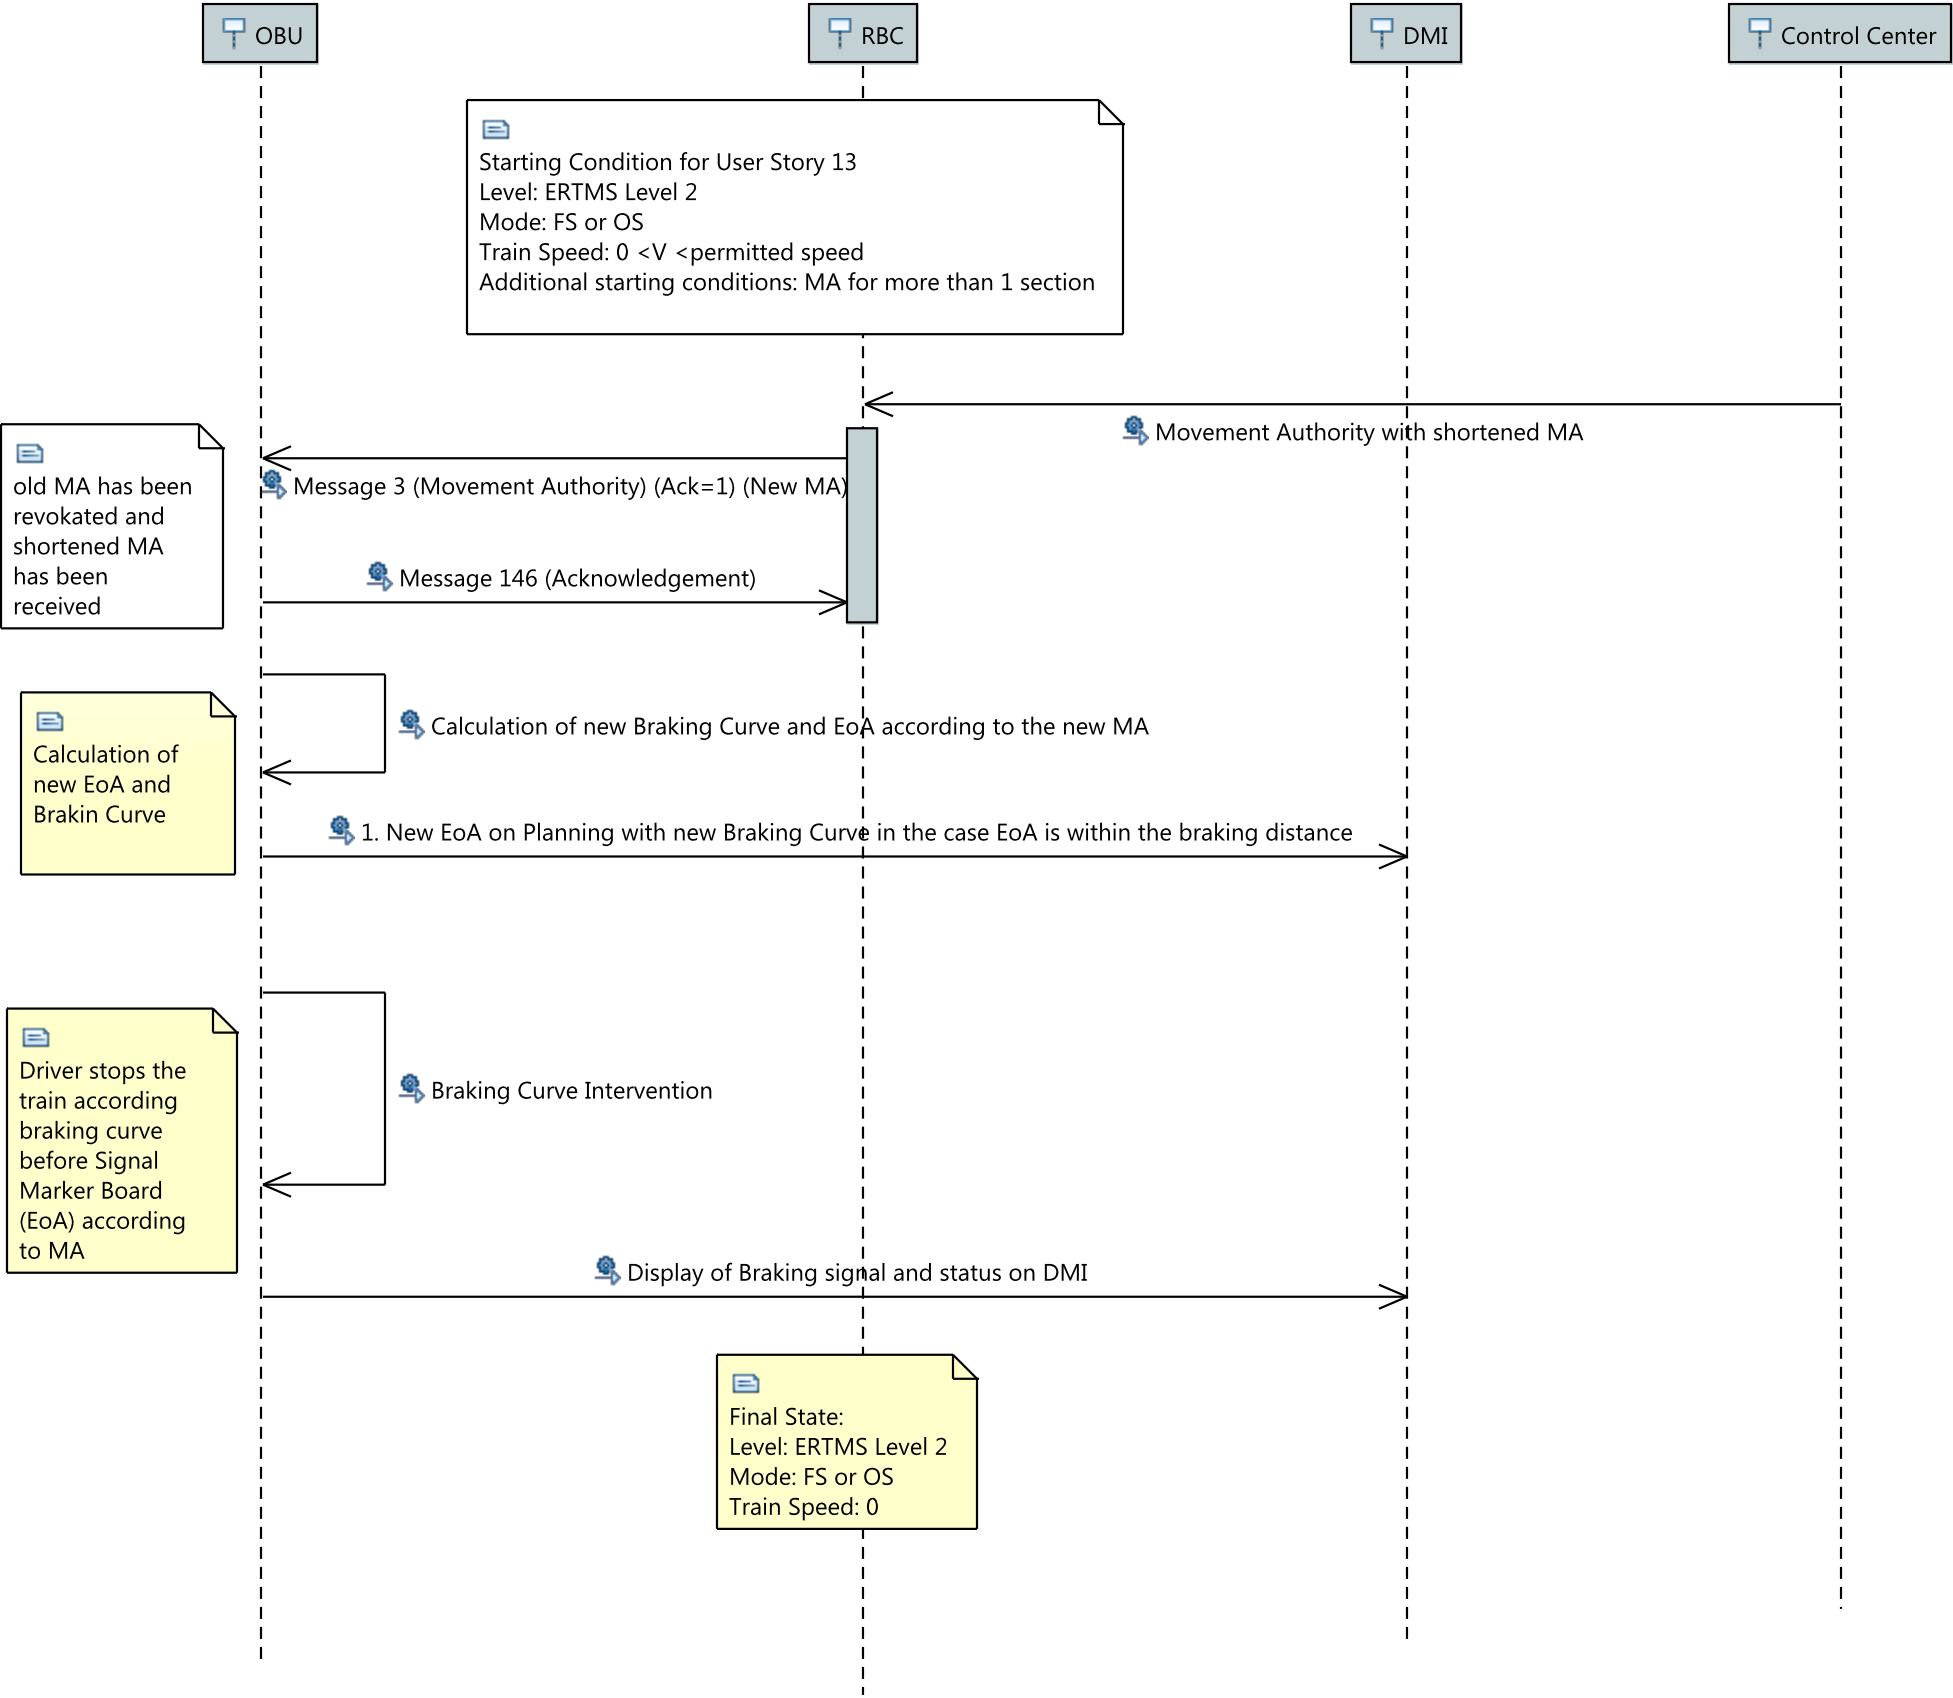 OBU
RBC
DMI
Control Center
Starting Condition for User Story 13
Level: ERTMS Level 2
Mode: FS or OS
Train Speed: 0 <V <permitted speed
Additional starting conditions: MA for more than 1 section
Movement Authority with shortened MA
old MA has been
revokated and
shortened MA
has been
received
Message 3 (Movement Authority) (Ack=1) (New MA)
Message 146 (Acknowledgement)
Calculation of new Braking Curve and EoA according to the new MA
Calculation of
new EoA and
Brakin Curve
1. New EoA on Planning with new Braking Curve in the case EoA is within the braking distance
Driver stops the
train according
braking curve
before Signal
Marker Board
(EoA) according
to MA
Braking Curve Intervention
Display of Braking signal and status on DMI
Final State:
Level: ERTMS Level 2
Mode: FS or OS
Train Speed: 0